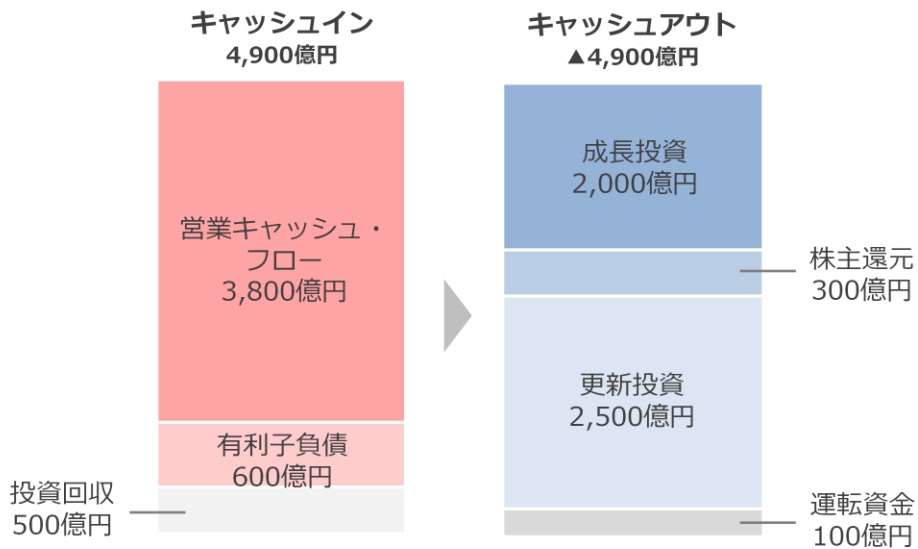 キャッシュイン
4,900億円
営業キャッシュ・
フロー
3,800億円
有利子負債
600億円
投資回収
500億円
キャッシュアウト
▲4,900億円
成長投資
2,000億円
株主還元
300億円
更新投資
2,500億円
運転資金
100億円